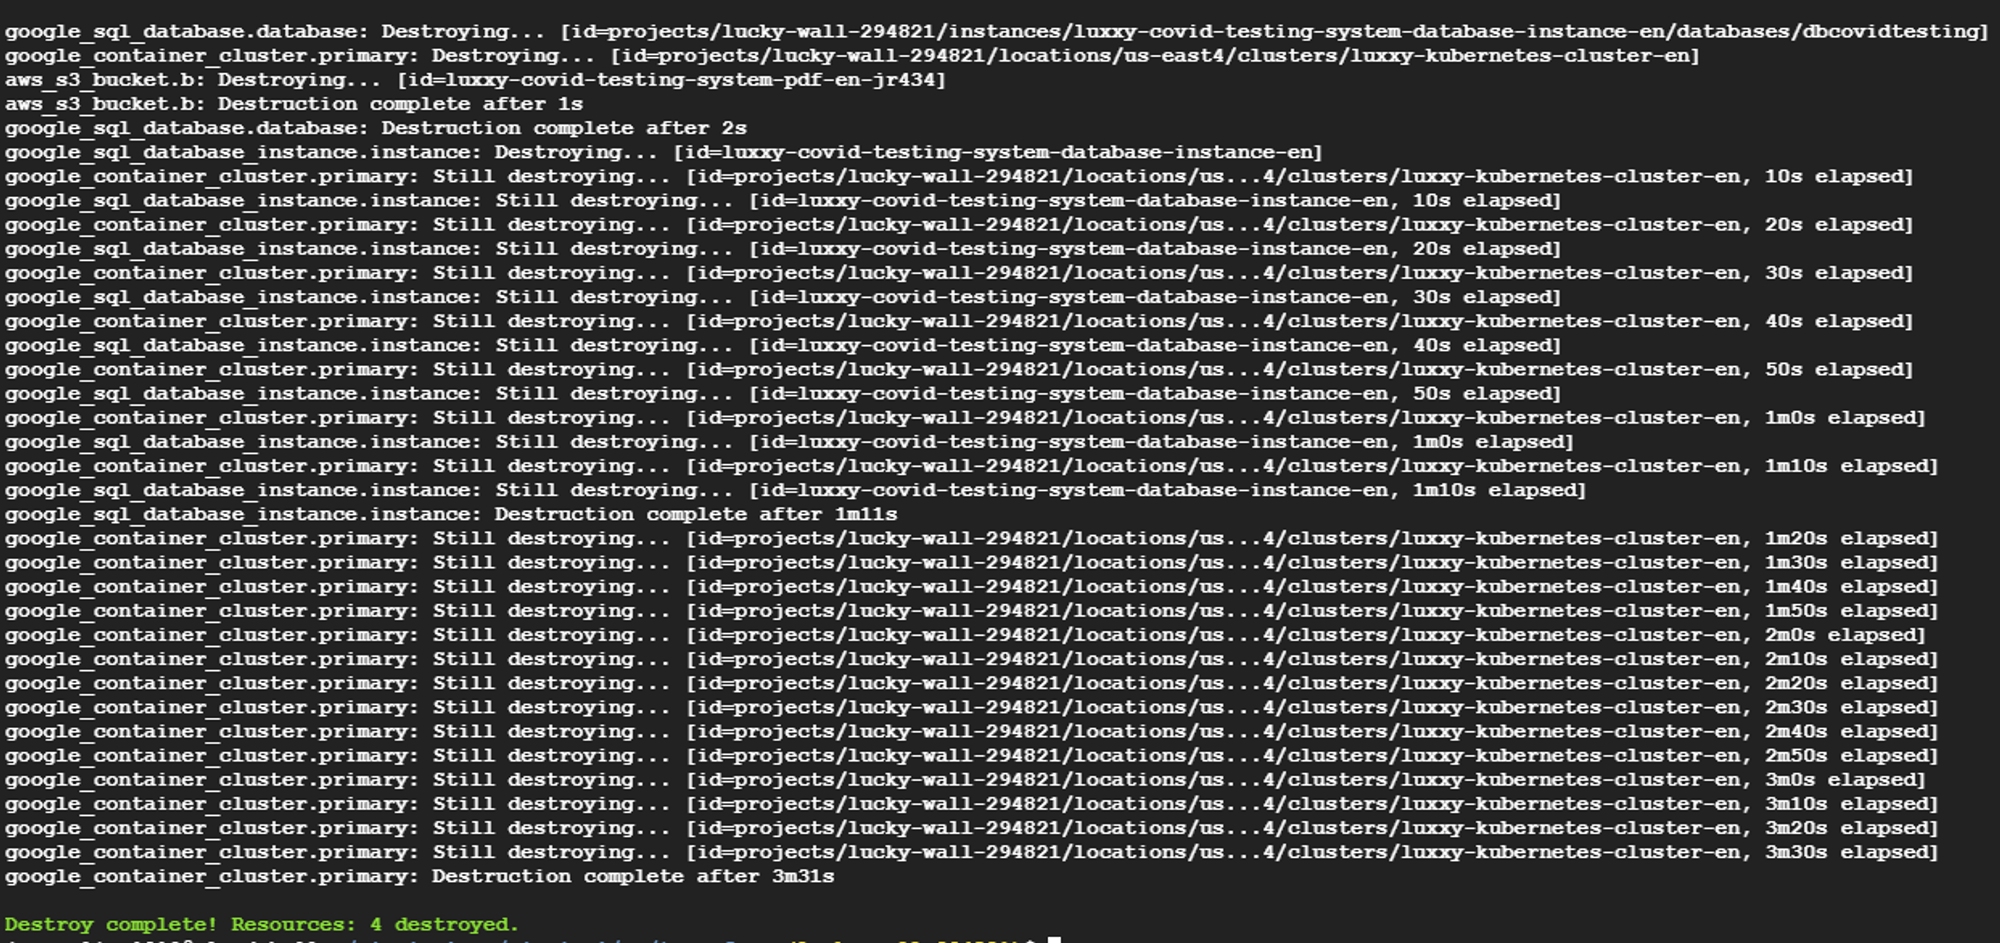 google_sql_database.database: Destroying... [id=projects/lucky-wall-294821/instances/luxxy-covid-testing-system-database-instance-en/databases/dbcovidtesting]
google_container_cluster.primary: Destroying... [id=projects/lucky-wall-294821/locations/us-east4/clusters/luxxy-kubernetes-cluster-en]
aws_s3_bucket.b: Destroying... [id=luxxy-covid-testing-system-pdf-en-jr434]
aws_s3_bucket.b: Destruction complete after 1s
google_sql_database.database: Destruction complete after 2s
google_sql_database_instance.instance: Destroying... [id=luxxy-covid-testing-system-database-instance-en]
google_container_cluster.primary: Still destroying... [id=projects/lucky-wall-294821/locations/us...4/clusters/luxxy-kubernetes-cluster-en, 10s elapsed]
google_sql_database_instance.instance: Still destroying... [id=luxxy-covid-testing-system-database-instance-en, 10s elapsed]
google_container_cluster.primary: Still destroying... [id=projects/lucky-wall-294821/locations/us...4/clusters/luxxy-kubernetes-cluster-en, 20s elapsed]
google_sql_database_instance.instance: Still destroying... [id=luxxy-covid-testing-system-database-instance-en, 20s elapsed]
google_container_cluster.primary: Still destroying... [id=projects/lucky-wall-294821/locations/us...4/clusters/luxxy-kubernetes-cluster-en, 30s elapsed]
google_sql_database_instance.instance: Still destroying... [id=luxxy-covid-testing-system-database-instance-en, 30s elapsed]
google_container_cluster.primary: Still destroying... [id=projects/lucky-wall-294821/locations/us...4/clusters/luxxy-kubernetes-cluster-en, 40s elapsed]
google_sql_database_instance.instance: Still destroying... [id=luxxy-covid-testing-system-database-instance-en, 40s elapsed]
google_container_cluster.primary: Still destroying... [id=projects/lucky-wall-294821/locations/us...4/clusters/luxxy-kubernetes-cluster-en, 50s elapsed]
google_sql_database_instance.instance: Still destroying... [id=luxxy-covid-testing-system-database-instance-en, 50s elapsed]
google_container_cluster.primary: Still destroying... [id=projects/lucky-wall-294821/locations/us...4/clusters/luxxy-kubernetes-cluster-en, 1m0s elapsed]
google_sql_database_instance.instance: Still destroying... [id=luxxy-covid-testing-system-database-instance-en, 1m0s elapsed]
google_container_cluster.primary: Still destroying... [id=projects/lucky-wall-294821/locations/us...4/clusters/luxxy-kubernetes-cluster-en, 1m10s elapsed]
google_sql_database_instance.instance: Still destroying... [id=luxxy-covid-testing-system-database-instance-en, 1m10s elapsed]
google_sql_database_instance.instance: Destruction complete after 1m11s
google_container_cluster.primary: Still destroying... [id=projects/lucky-wall-294821/locations/us...4/clusters/luxxy-kubernetes-cluster-en, 1m20s elapsed]
google_container_cluster.primary: Still destroying... [id=projects/lucky-wall-294821/locations/us...4/clusters/luxxy-kubernetes-cluster-en, 1m30s elapsed]
google_container_cluster.primary: Still destroying... [id=projects/lucky-wall-294821/locations/us...4/clusters/luxxy-kubernetes-cluster-en, 1m40s elapsed]
google_container_cluster.primary: Still destroying... [id=projects/lucky-wall-294821/locations/us...4/clusters/luxxy-kubernetes-cluster-en, 1m50s elapsed]
google_container_cluster.primary: Still destroying... [id=projects/lucky-wall-294821/locations/us...4/clusters/luxxy-kubernetes-cluster-en, 2m0s elapsed]
google_container_cluster.primary: Still destroying... [id=projects/lucky-wall-294821/locations/us...4/clusters/luxxy-kubernetes-cluster-en, 2m10s elapsed]
google_container_cluster.primary: Still destroying... [id=projects/lucky-wall-294821/locations/us...4/clusters/luxxy-kubernetes-cluster-en, 2m20s elapsed]
google_container_cluster.primary: Still destroying... [id=projects/lucky-wall-294821/locations/us...4/clusters/luxxy-kubernetes-cluster-en, 2m30s elapsed]
google_container_cluster.primary: Still destroying... [id=projects/lucky-wall-294821/locations/us...4/clusters/luxxy-kubernetes-cluster-en, 2m40s elapsed]
google_container_cluster.primary: Still destroying... [id=projects/lucky-wall-294821/locations/us...4/clusters/luxxy-kubernetes-cluster-en, 2m50s elapsed]
google_container_cluster.primary: Still destroying... [id=projects/lucky-wall-294821/locations/us...4/clusters/luxxy-kubernetes-cluster-en, 3m0s elapsed]
google_container_cluster.primary: Still destroying... [id=projects/lucky-wall-294821/locations/us...4/clusters/luxxy-kubernetes-cluster-en, 3m10s elapsed]
google_container_cluster.primary: Still destroying... [id=projects/lucky-wall-294821/locations/us...4/clusters/luxxy-kubernetes-cluster-en, 3m20s elapsed]
google_container_cluster.primary: Still destroying... [id=projects/lucky-wall-294821/locations/us...4/clusters/luxxy-kubernetes-cluster-en, 3m30s elapsed]
google_container_cluster.primary: Destruction complete after 3m31s
Destroy complete! Resources: 4 destroyed.